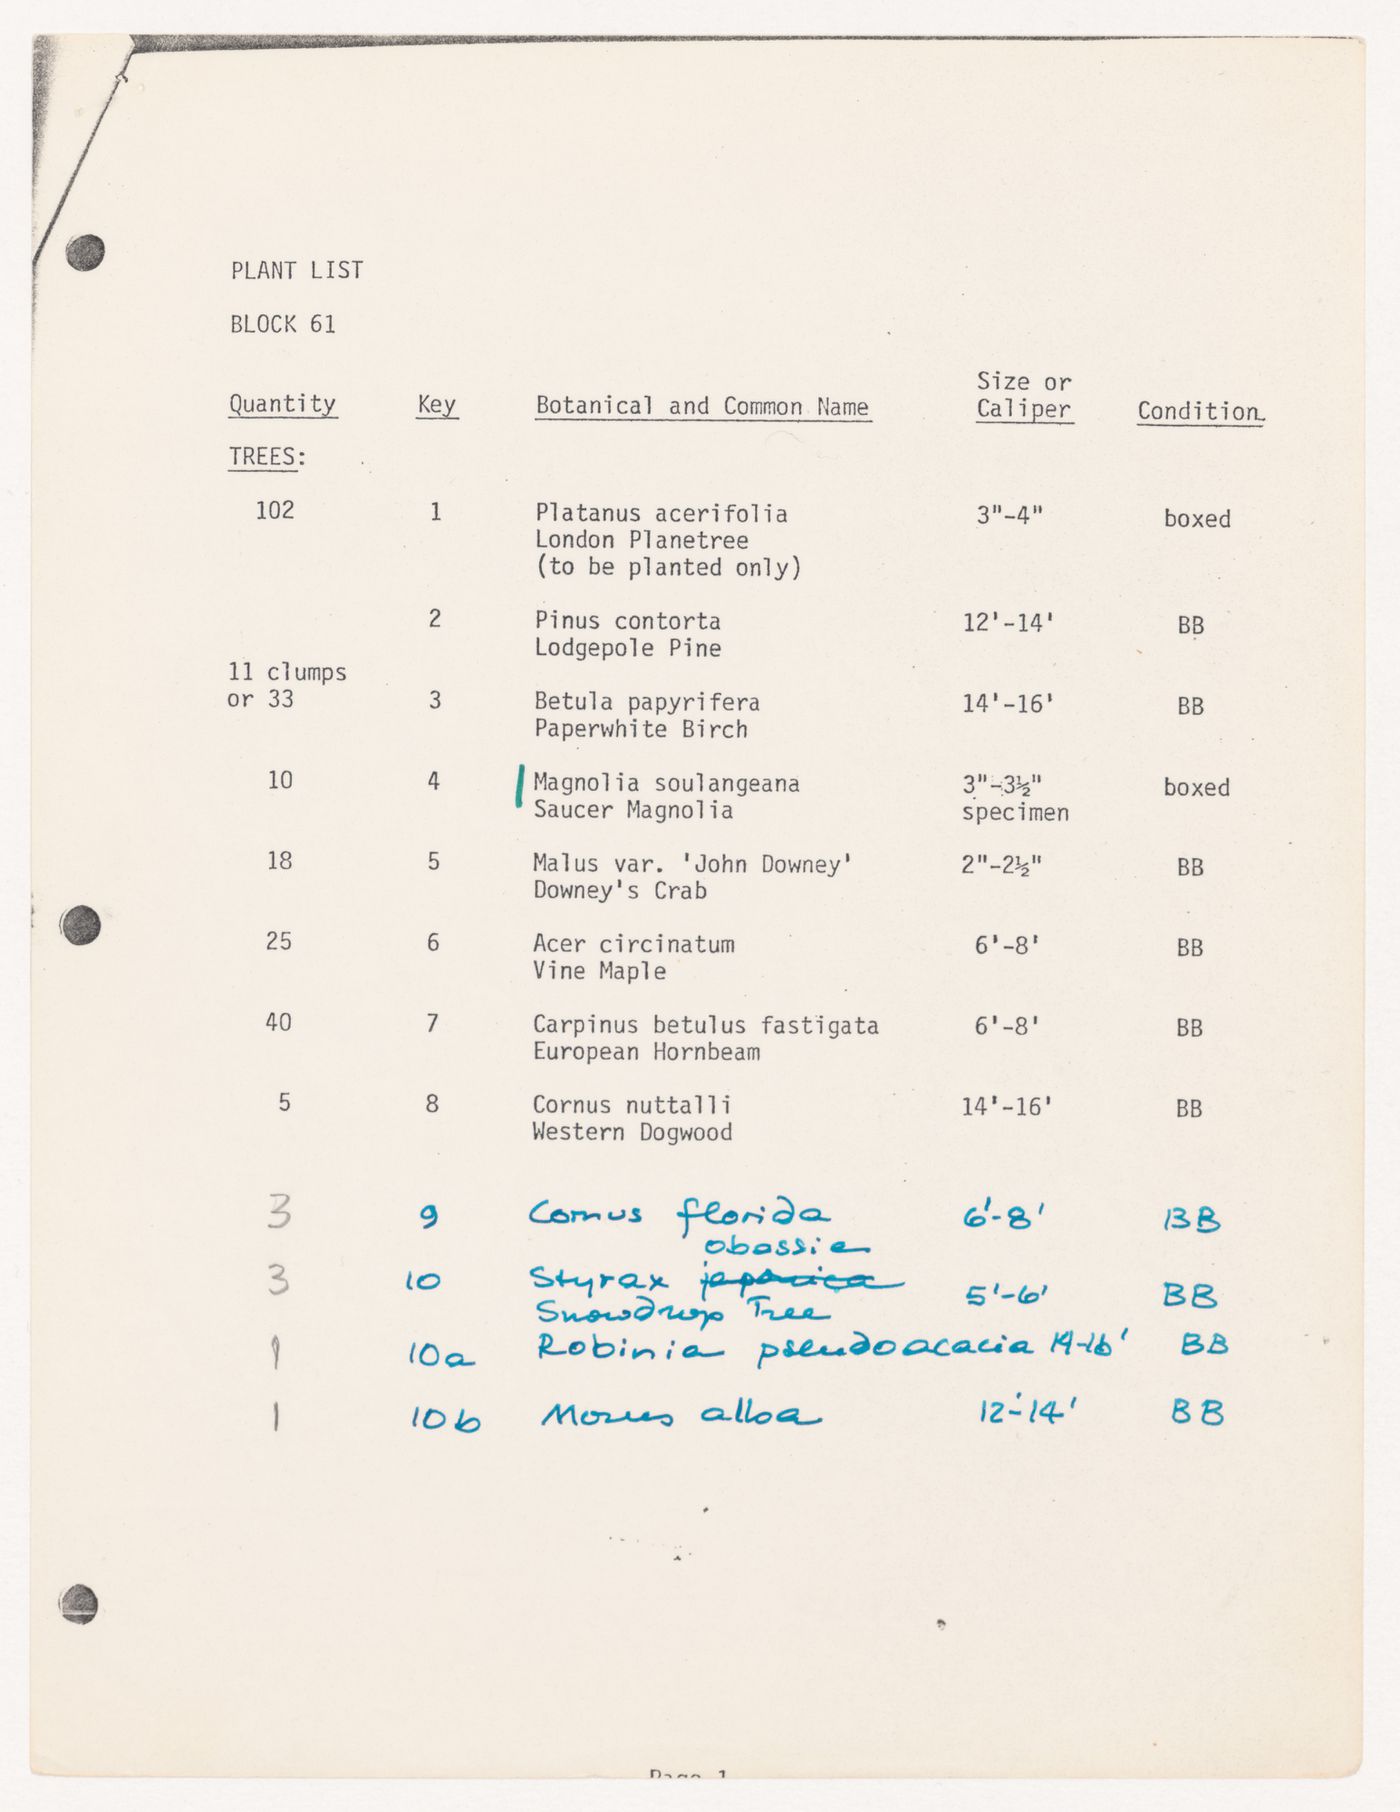 PLANT LIST
BLOCK 61
Size or
Quantity Key Botanical and Common Name Caliper Condition
TREES:
102 1 Platanus acerifolia 3"-4" boxed
London Planetree
(to be planted only)
2 Pinus contorta 12'-14' BB
Lodgepole Pine
11 clumps
or 33 3 Betula papyrifera 14'-16' BB
Paperwhite Birch
10 4 Magnolia soulangeana 3"-3½" boxed
Saucer Magnolia specimen
18 5 Malus var. 'John Downey' 2"-2½" BB
Downey's Crab
25 6 Acer circinatum 6'-8' BB
Vine Maple
40 7 Carpinus betulus fastigata 6'-8' BB
European Hornbeam
5 8 Cornus nuttalli 14'-16' BB
Western Dogwood
3 9 Cornus florida 6'-8' BB
obassia
3 10 Styrax japonica 5'-6' BB
Snowdrop Tree
1 10a Robinia pseudoacacia 14-16' BB
1 10b Morus alba 12'-14' BB
Page 1